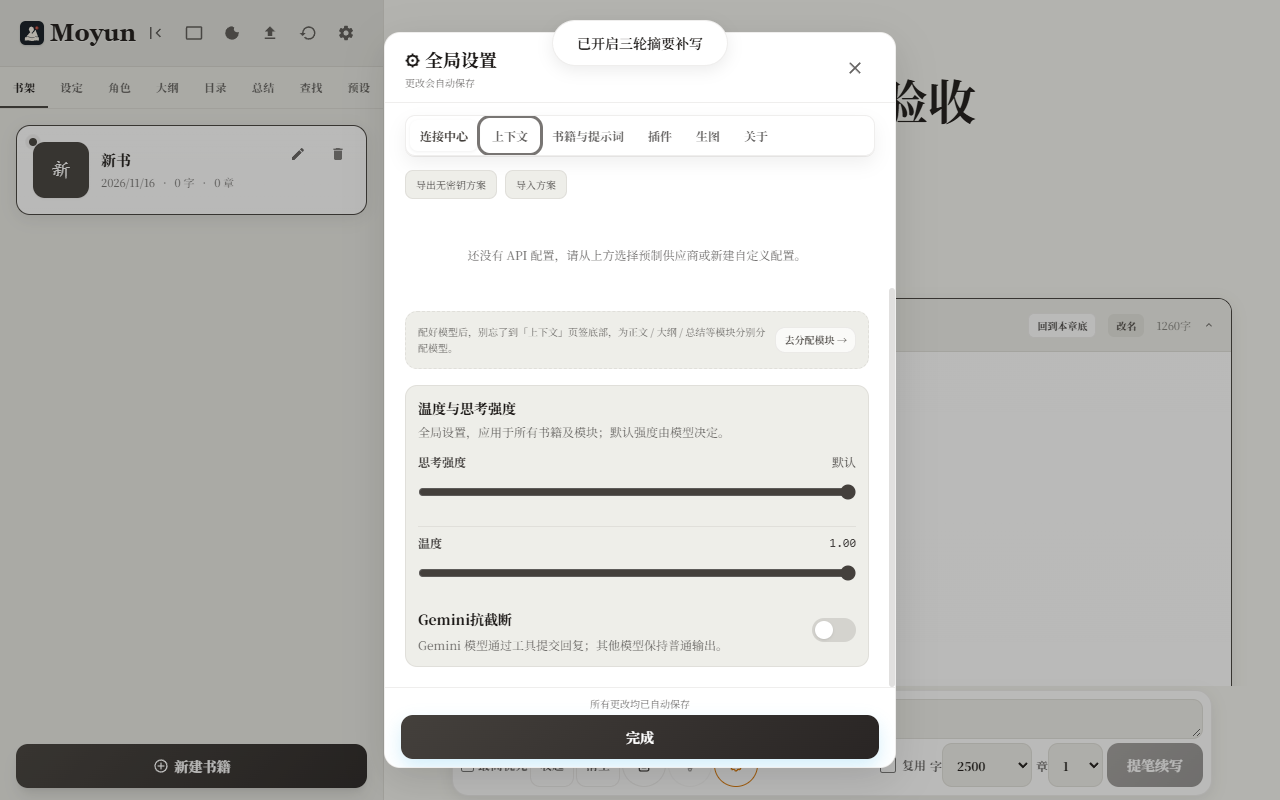 Moyun
书架 设定 角色 大纲 目录 总结 查找 预设
新
新书
2026/11/16 · 0 字 · 0 章
新建书籍
已开启三轮摘要补写
全局设置
更改会自动保存
连接中心 上下文 书籍与提示词 插件 生图 关于
导出无密钥方案 导入方案
还没有 API 配置，请从上方选择预制供应商或新建自定义配置。
配好模型后，别忘了到「上下文」页签底部，为正文 / 大纲 / 总结等模块分别分
配模型。
去分配模块 →
温度与思考强度
全局设置，应用于所有书籍及模块；默认强度由模型决定。
思考强度 默认
温度 1.00
Gemini抗截断
Gemini 模型通过工具提交回复；其他模型保持普通输出。
所有更改均已自动保存
完成
验收
回到本章底 改名 1260字
复用 字 2500 章 1 提笔续写